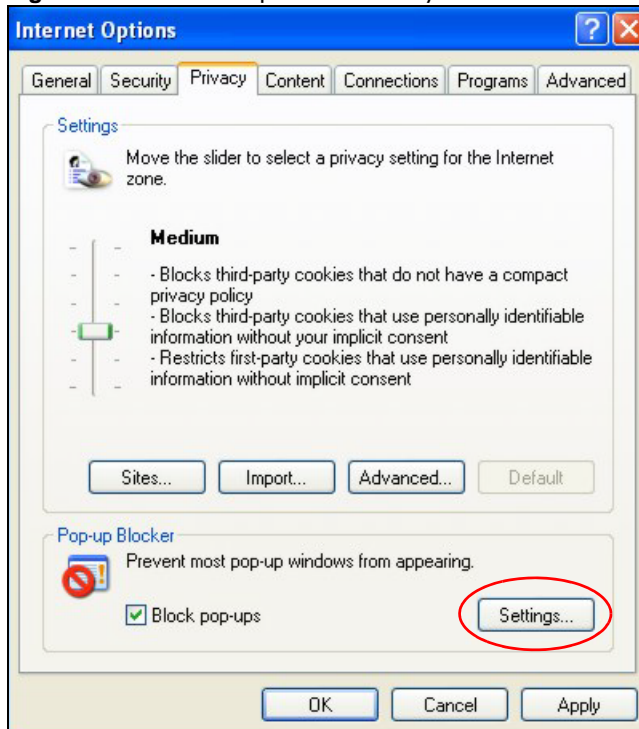 Internet Options
General Security Privacy Content Connections Programs Advanced
Settings
Move the slider to select a privacy setting for the Internet
zone.
Medium
- Blocks third-party cookies that do not have a compact
privacy policy
- Blocks third-party cookies that use personally identifiable
information without your implicit consent
- Restricts first-party cookies that use personally identifiable
information without implicit consent
Sites... Import... Advanced... Default
Pop-up Blocker
Prevent most pop-up windows from appearing.
Block pop-ups Settings...
OK Cancel Apply